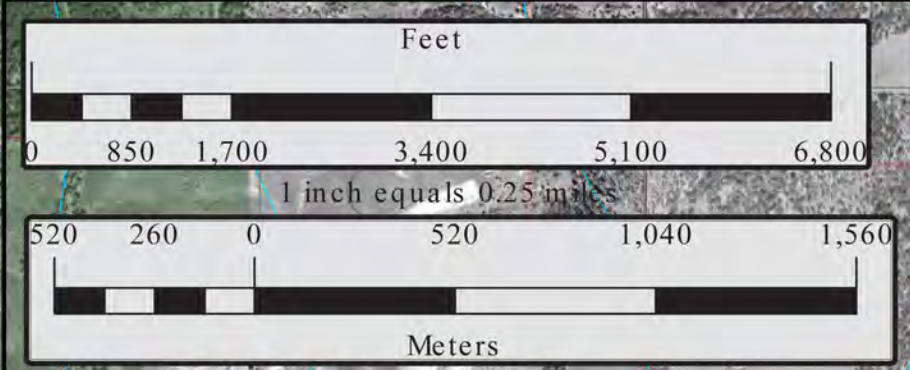 Feet
0 850 1,700 3,400 5,100 6,800
1 inch equals 0.25 miles
520 260 0 520 1,040 1,560
Meters